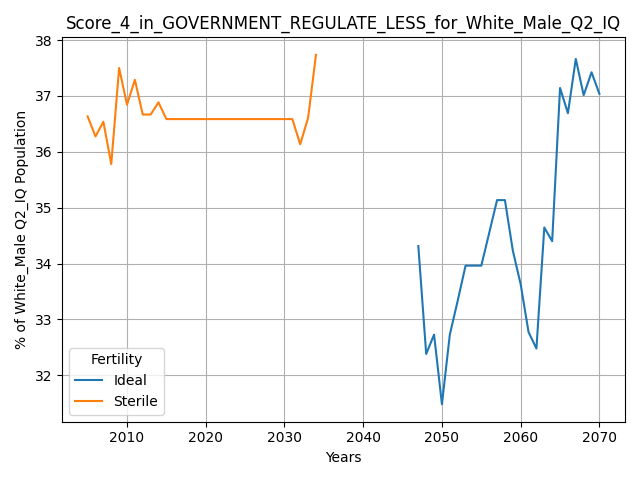 Score_4_in_GOVERNMENT_REGULATE_LESS_for_White_Male_Q2_IQ
% of White_Male Q2_IQ Population
38
37
36
35
34
33
32
Fertility
Ideal
Sterile
2010 2020 2030 2040 2050 2060 2070
Years